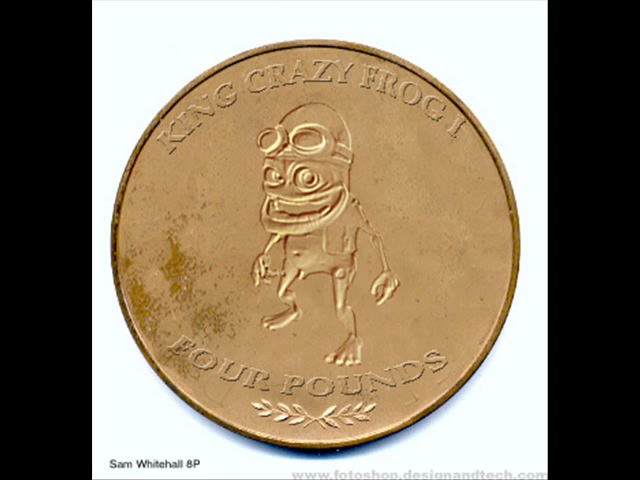 KING CRAZY FROG I
FOUR POUNDS
Sam Whitehall 8P
www.fotoshop.designandtech.com